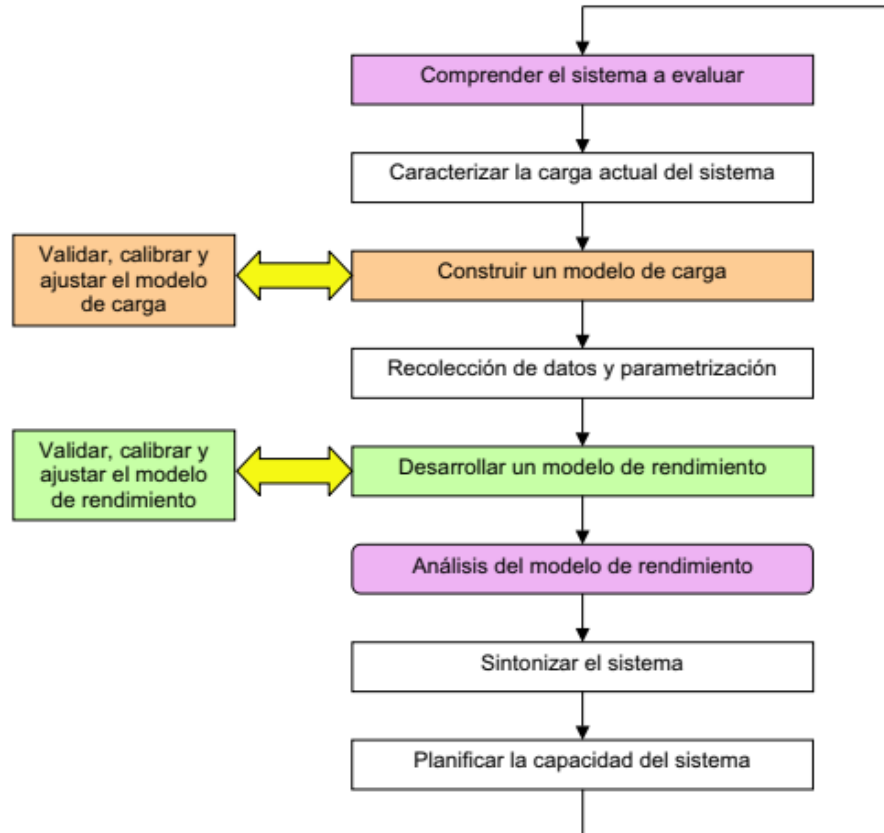 Comprender el sistema a evaluar
Caracterizar la carga actual del sistema
Validar, calibrar y
ajustar el modelo
de carga
Construir un modelo de carga
Recolección de datos y parametrización
Validar, calibrar y
ajustar el modelo
de rendimiento
Desarrollar un modelo de rendimiento
Análisis del modelo de rendimiento
Sintonizar el sistema
Planificar la capacidad del sistema